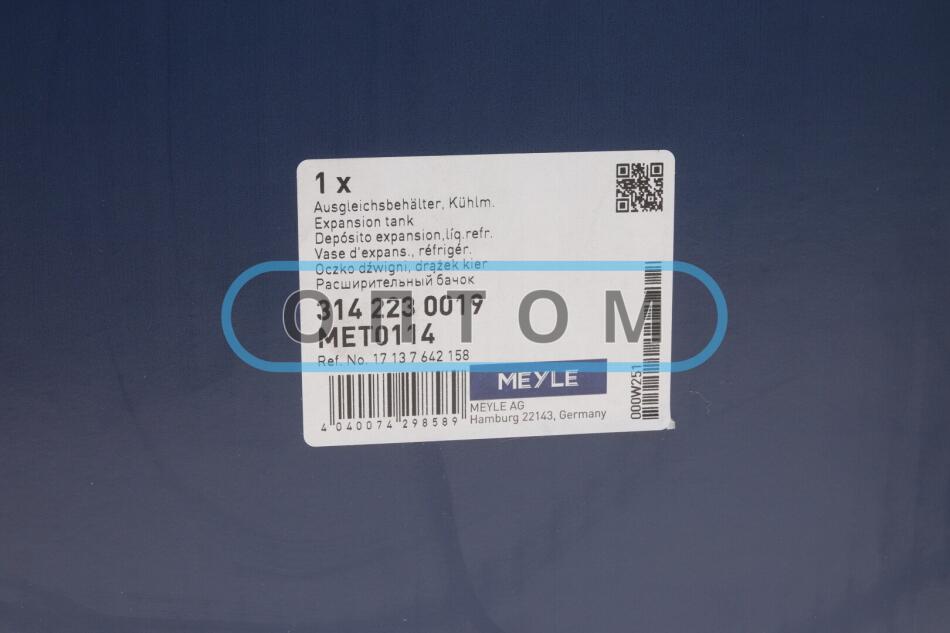 1 x
Ausgleichsbehälter, Kühlm.
Expansion tank
Depósito expansion,líq.refr.
Vase d'expans., réfrigér.
Oczko dźwigni, drążek kier
Расширительный бачок
314 223 0019
ОПТОМ
MET0114
Ref. No. 17 13 7 642 158
MEYLE
MEYLE AG
Hamburg 22143, Germany
4 040074 298589
000W251